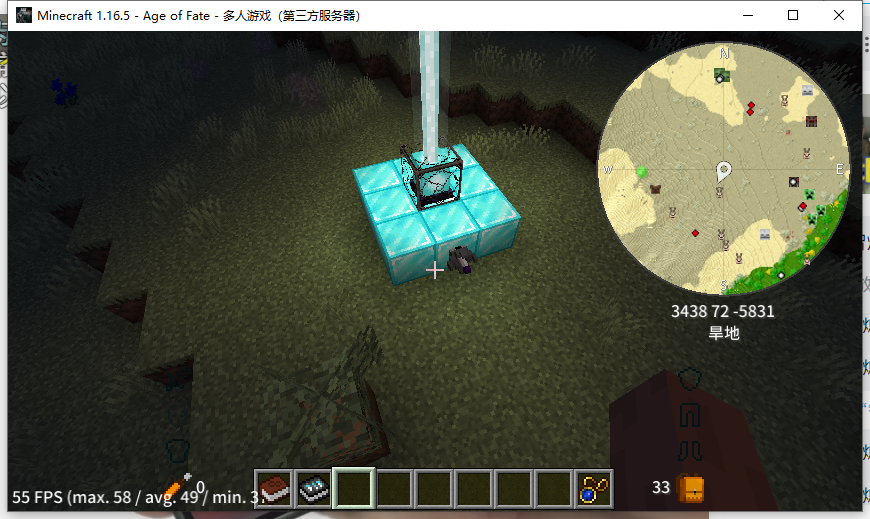 Minecraft 1.16.5 - Age of Fate - 多人游戏（第三方服务器）
N
W
E
S
3438 72 -5831
旱地
0
33
55 FPS (max. 58 / avg. 49 / min. 3